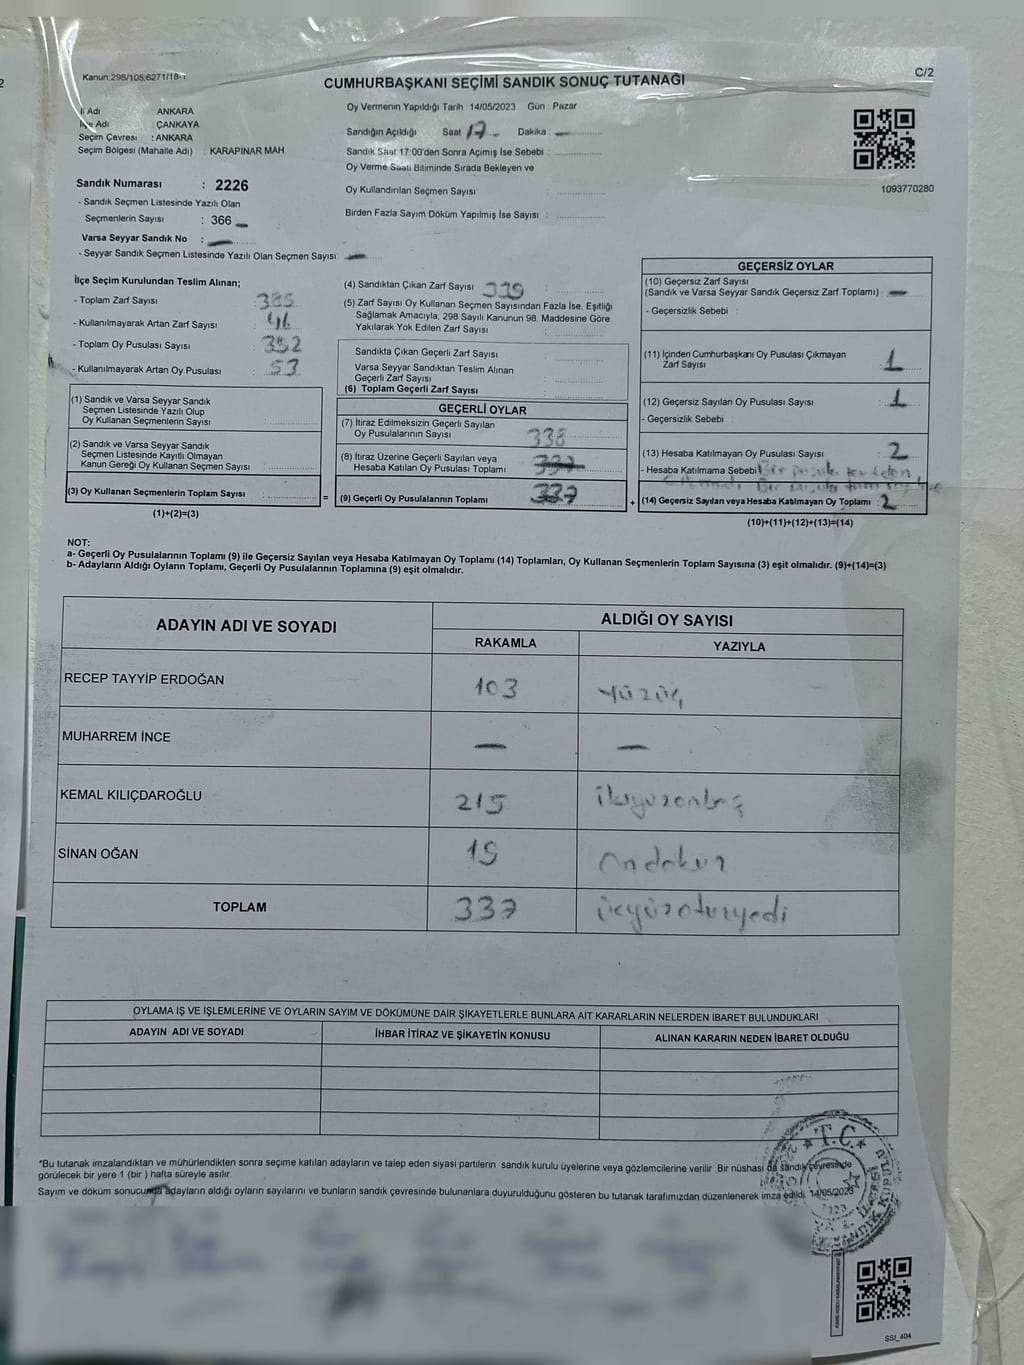 Kanun:298/105,6271/18-1
C/2
CUMHURBAŞKANI SEÇİMİ SANDIK SONUÇ TUTANAĞI
İl Adı ANKARA
İlçe Adı : ÇANKAYA
Seçim Çevresi : ANKARA
Seçim Bölgesi (Mahalle Adı) : KARAPINAR MAH.
Sandık Numarası : 2226
- Sandık Seçmen Listesinde Yazılı Olan
Seçmenlerin Sayısı : 366
Varsa Seyyar Sandık No :
- Seyyar Sandık Seçmen Listesinde Yazılı Olan Seçmen Sayısı
Oy Vermenin Yapıldığı Tarih 14/05/2023 Gün : Pazar
Sandığın Açıldığı Saat 17 Dakika : —
Sandık Saat 17:00'den Sonra Açımış İse Sebebi :
Oy Verme Saati Bitiminde Sırada Bekleyen ve
Oy Kullandırılan Seçmen Sayısı :
Birden Fazla Sayım Döküm Yapılmış İse Sayısı :
1093770280
İlçe Seçim Kurulundan Teslim Alınan;
- Toplam Zarf Sayısı : 385
- Kullanılmayarak Artan Zarf Sayısı : 46
- Toplam Oy Pusulası Sayısı : 392
- Kullanılmayarak Artan Oy Pusulası : 53
(1) Sandık ve Varsa Seyyar Sandık
Seçmen Listesinde Yazılı Olup
Oy Kullanan Seçmenlerin Sayısı :
(2) Sandık ve Varsa Seyyar Sandık
Seçmen Listesinde Kayıtlı Olmayan
Kanun Gereği Oy Kullanan Seçmen Sayısı :
(3) Oy Kullanan Seçmenlerin Toplam Sayısı :
(1)+(2)=(3)
=
(4) Sandıktan Çıkan Zarf Sayısı : 339
(5) Zarf Sayısı Oy Kullanan Seçmen Sayısından Fazla İse, Eşitliği
Sağlamak Amacıyla; 298 Sayılı Kanunun 98. Maddesine Göre
Yakılarak Yok Edilen Zarf Sayısı :
Sandıkta Çıkan Geçerli Zarf Sayısı :
Varsa Seyyar Sandıktan Teslim Alınan
Geçerli Zarf Sayısı :
(6) Toplam Geçerli Zarf Sayısı :
GEÇERLİ OYLAR
(7) İtiraz Edilmeksizin Geçerli Sayılan
Oy Pusulalarının Sayısı : 338
(8) İtiraz Üzerine Geçerli Sayılan veya
Hesaba Katılan Oy Pusulası Toplamı :
(9) Geçerli Oy Pusulalarının Toplamı : 337
+
GEÇERSİZ OYLAR
(10) Geçersiz Zarf Sayısı
(Sandık ve Varsa Seyyar Sandık Geçersiz Zarf Toplamı) : —
- Geçersizlik Sebebi :
(11) İçinden Cumhurbaşkanı Oy Pusulası Çıkmayan
Zarf Sayısı : 1
(12) Geçersiz Sayılan Oy Pusulası Sayısı : 1
- Geçersizlik Sebebi :
(13) Hesaba Katılmayan Oy Pusulası Sayısı : 2
- Hesaba Katılmama Sebebi : Bir pusula
Bir pusula
(14) Geçersiz Sayılan veya Hesaba Katılmayan Oy Toplamı : 2
(10)+(11)+(12)+(13)=(14)
NOT:
a- Geçerli Oy Pusulalarının Toplamı (9) ile Geçersiz Sayılan veya Hesaba Katılmayan Oy Toplamı (14) Toplamları, Oy Kullanan Seçmenlerin Toplam Sayısına (3) eşit olmalıdır. (9)+(14)=(3)
b- Adayların Aldığı Oyların Toplamı, Geçerli Oy Pusulalarının Toplamına (9) eşit olmalıdır.
ADAYIN ADI VE SOYADI ALDIĞI OY SAYISI
RAKAMLA YAZIYLA
RECEP TAYYİP ERDOĞAN 103 yüzüç
MUHARREM İNCE — —
KEMAL KILIÇDAROĞLU 215 ikiyüzonbeş
SİNAN OĞAN 19 ondokuz
TOPLAM 337 üçyüzotuzyedi
OYLAMA İŞ VE İŞLEMLERİNE VE OYLARIN SAYIM VE DÖKÜMÜNE DAİR ŞİKAYETLERLE BUNLARA AİT KARARLARIN NELERDEN İBARET BULUNDUKLARI
ADAYIN ADI VE SOYADI İHBAR İTİRAZ VE ŞİKAYETİN KONUSU ALINAN KARARIN NEDEN İBARET OLDUĞU
*Bu tutanak imzalandıktan ve mühürlendikten sonra seçime katılan adayların ve talep eden siyasi partilerin sandık kurulu üyelerine veya gözlemcilerine verilir. Bir nüshası da sandık çevresinde
görülecek bir yere 1 (bir ) hafta süreyle asılır.
Sayım ve döküm sonucunda adayların aldığı oyların sayılarını ve bunların sandık çevresinde bulunanlara duyurulduğunu gösteren bu tutanak tarafımızdan düzenlenerek imza edildi. 14/05/2023
T.C.
SANDIK KURULU
SSI_404